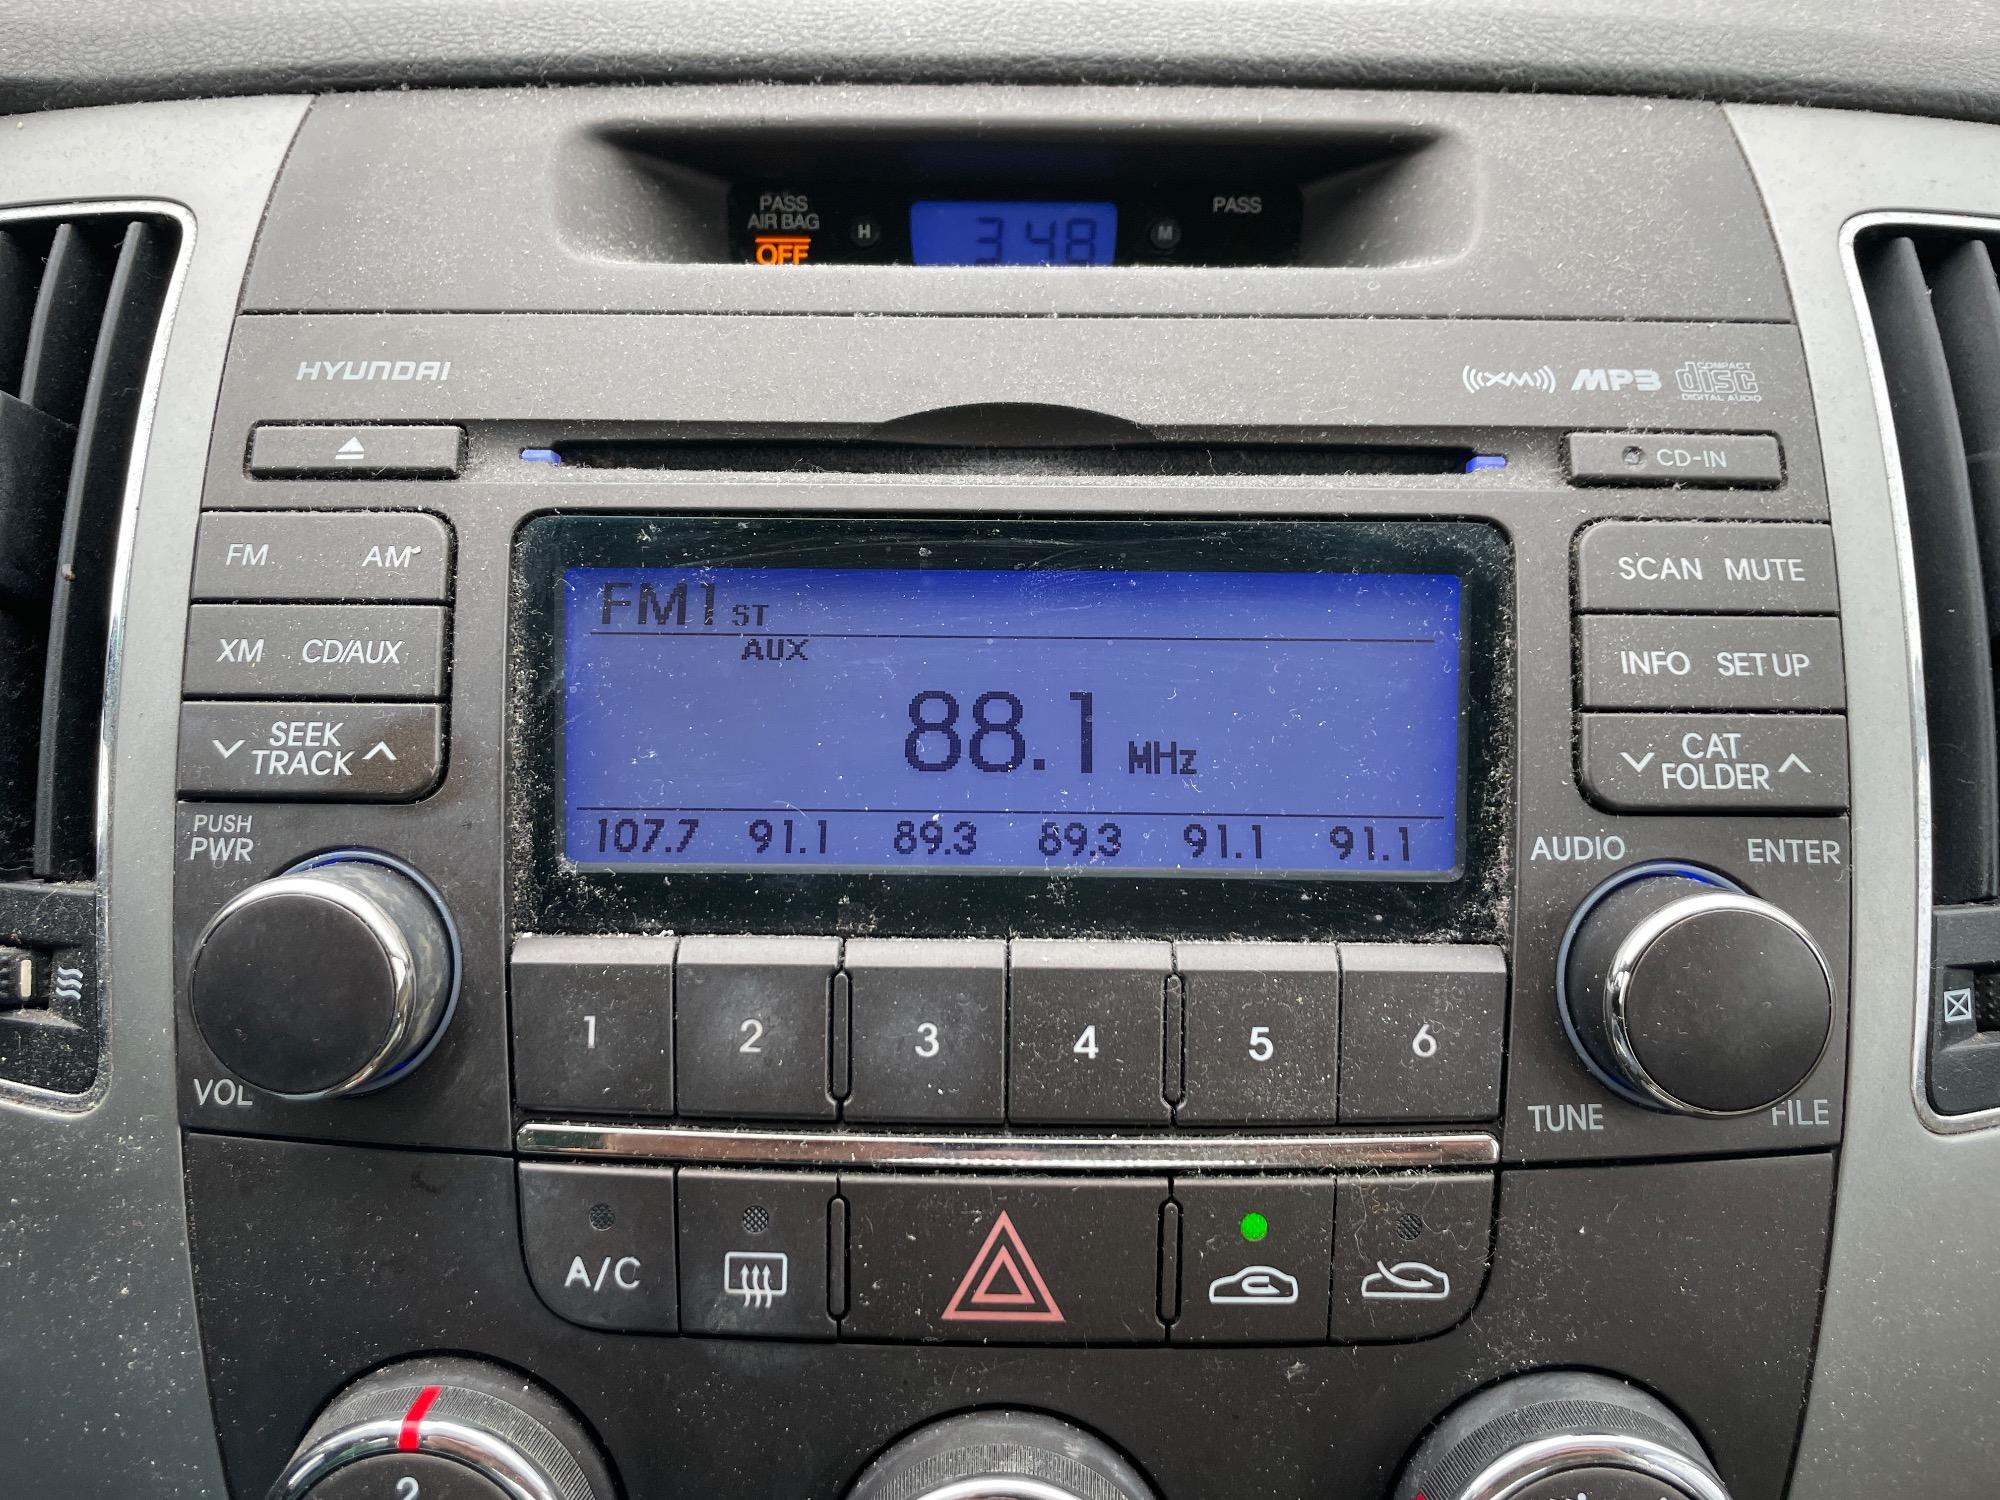 PASS
AIR BAG
OFF
H
3 48
M
PASS
HYUNDAI
((XM)) MP3 COMPACT
disc
DIGITAL AUDIO
CD-IN
FM AM
SCAN MUTE
XM CD/AUX
INFO SET UP
SEEK
TRACK
CAT
FOLDER
FM1 ST
AUX
88.1 MHz
107.7 91.1 89.3 89.3 91.1 91.1
PUSH
PWR
VOL
AUDIO ENTER
TUNE FILE
1 2 3 4 5 6
A/C
2